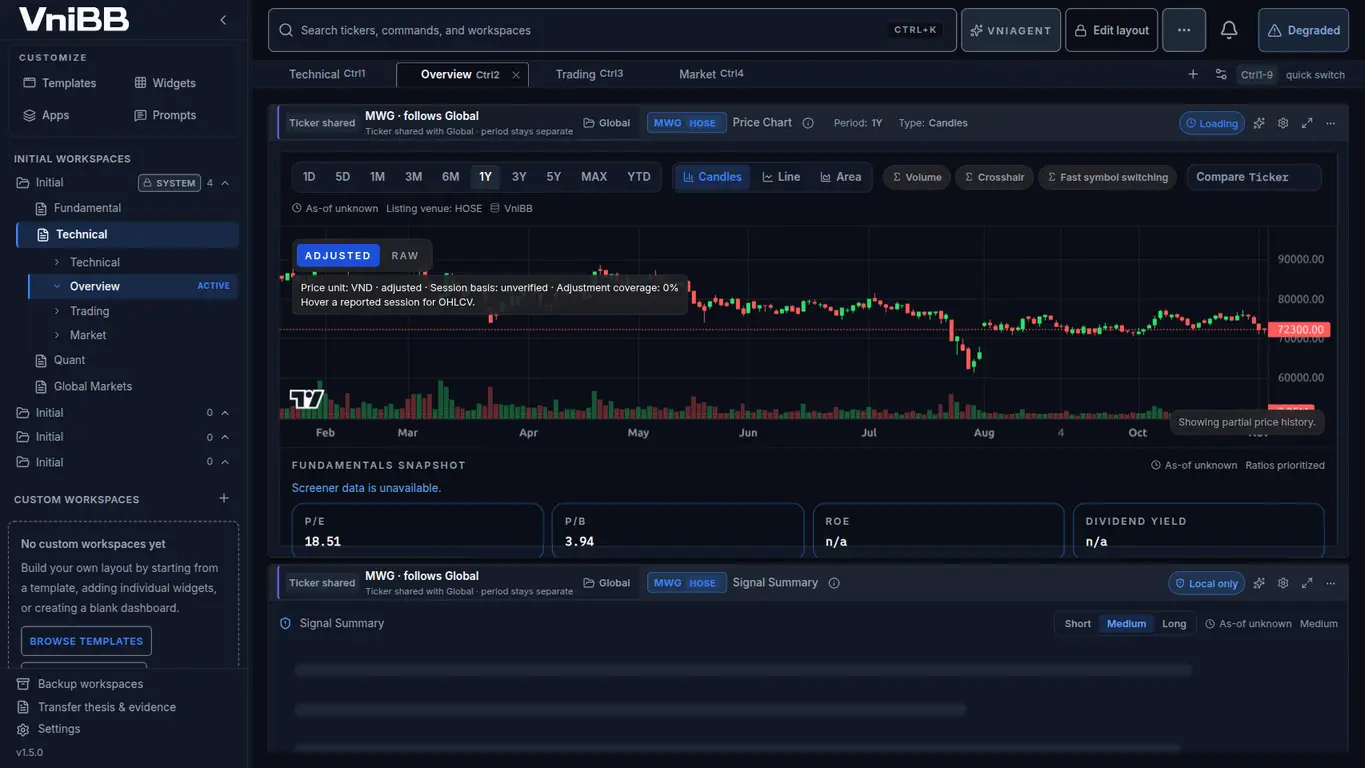 VniBB
CUSTOMIZE
Templates
Widgets
Apps
Prompts
INITIAL WORKSPACES
Initial SYSTEM 4
Fundamental
Technical
Technical
Overview ACTIVE
Trading
Market
Quant
Global Markets
Initial 0
Initial 0
Initial 0
CUSTOM WORKSPACES
No custom workspaces yet
Build your own layout by starting from
a template, adding individual widgets,
or creating a blank dashboard.
BROWSE TEMPLATES
Backup workspaces
Transfer thesis & evidence
Settings
v1.5.0
Search tickers, commands, and workspaces CTRL+K
VNIAGENT
Edit layout
Degraded
Technical Ctrl1
Overview Ctrl2
Trading Ctrl3
Market Ctrl4
Ctrl1-9 quick switch
Ticker shared
MWG · follows Global
Ticker shared with Global · period stays separate
Global
MWG HOSE Price Chart
Period: 1Y
Type: Candles
Loading
1D 5D 1M 3M 6M 1Y 3Y 5Y MAX YTD
Candles Line Area
Σ Volume
Σ Crosshair
Σ Fast symbol switching
Compare Ticker
As-of unknown Listing venue: HOSE VniBB
ADJUSTED RAW
Price unit: VND · adjusted · Session basis: unverified · Adjustment coverage: 0%
Hover a reported session for OHLCV.
90000.00
80000.00
72300.00
70000.00
60000.00
Showing partial price history.
Feb Mar Apr May Jun Jul Aug 4 Oct
FUNDAMENTALS SNAPSHOT
As-of unknown Ratios prioritized
Screener data is unavailable.
P/E
18.51
P/B
3.94
ROE
n/a
DIVIDEND YIELD
n/a
Ticker shared
MWG · follows Global
Ticker shared with Global · period stays separate
Global
MWG HOSE Signal Summary
Local only
Signal Summary
Short Medium Long
As-of unknown Medium